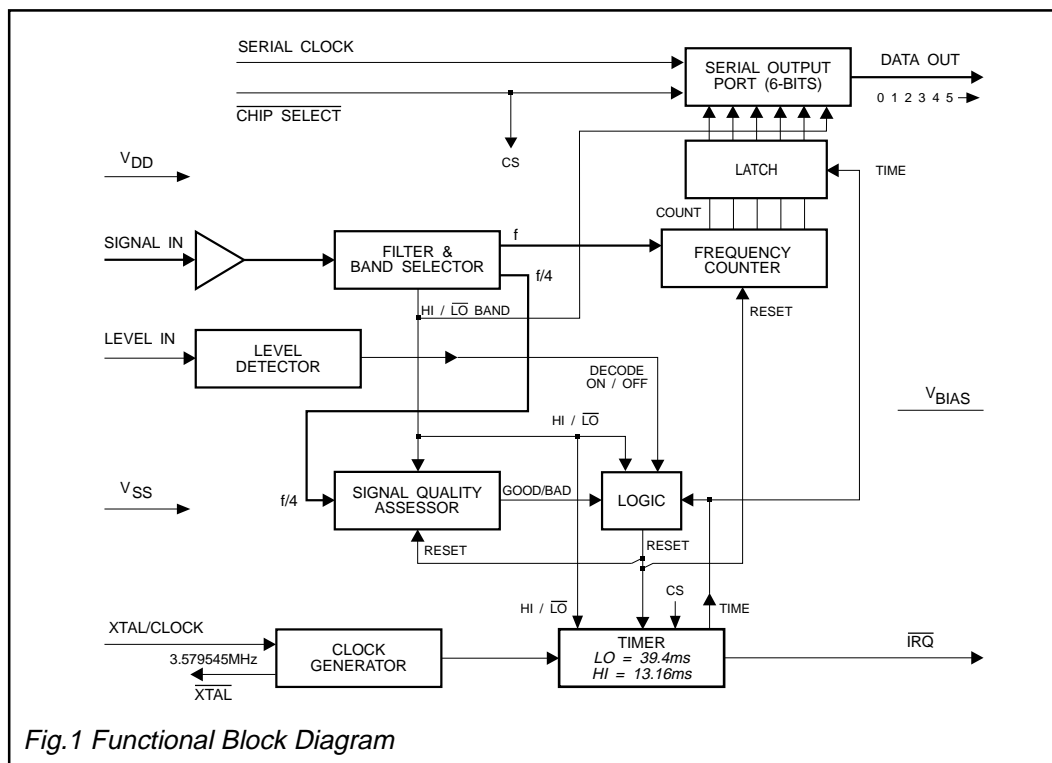 SERIAL CLOCK
CHIP SELECT
CS
SERIAL OUTPUT
PORT (6-BITS)
DATA OUT
0 1 2 3 4 5
VDD
LATCH
TIME
COUNT
SIGNAL IN
FILTER &
BAND SELECTOR
f
f/4
FREQUENCY
COUNTER
HI / LO BAND
RESET
LEVEL IN
LEVEL
DETECTOR
DECODE
ON / OFF
VBIAS
HI / LO
VSS
f/4
SIGNAL QUALITY
ASSESSOR
GOOD/BAD
LOGIC
RESET
RESET
HI / LO
CS
TIME
XTAL/CLOCK
3.579545MHz
XTAL
CLOCK
GENERATOR
TIMER
LO = 39.4ms
HI = 13.16ms
IRQ
Fig.1 Functional Block Diagram